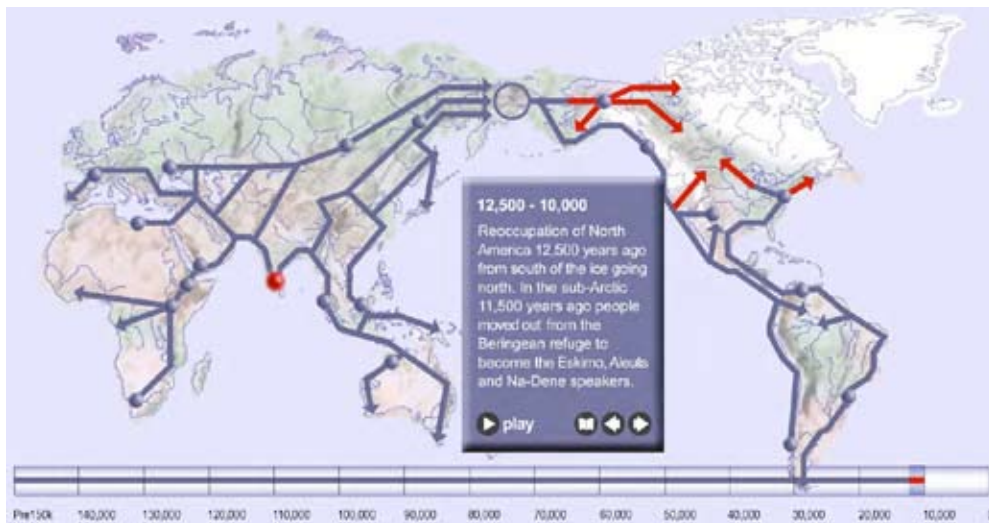 12,500 - 10,000
Reoccupation of North
America 12,500 years ago
from south of the ice going
north. In the sub-Arctic
11,500 years ago people
moved out from the
Beringean refuge to
become the Eskimo, Aleuts
and Na-Dene speakers.
play
Pre150k 140,000 130,000 120,000 110,000 100,000 90,000 80,000 70,000 60,000 50,000 40,000 30,000 20,000 10,000